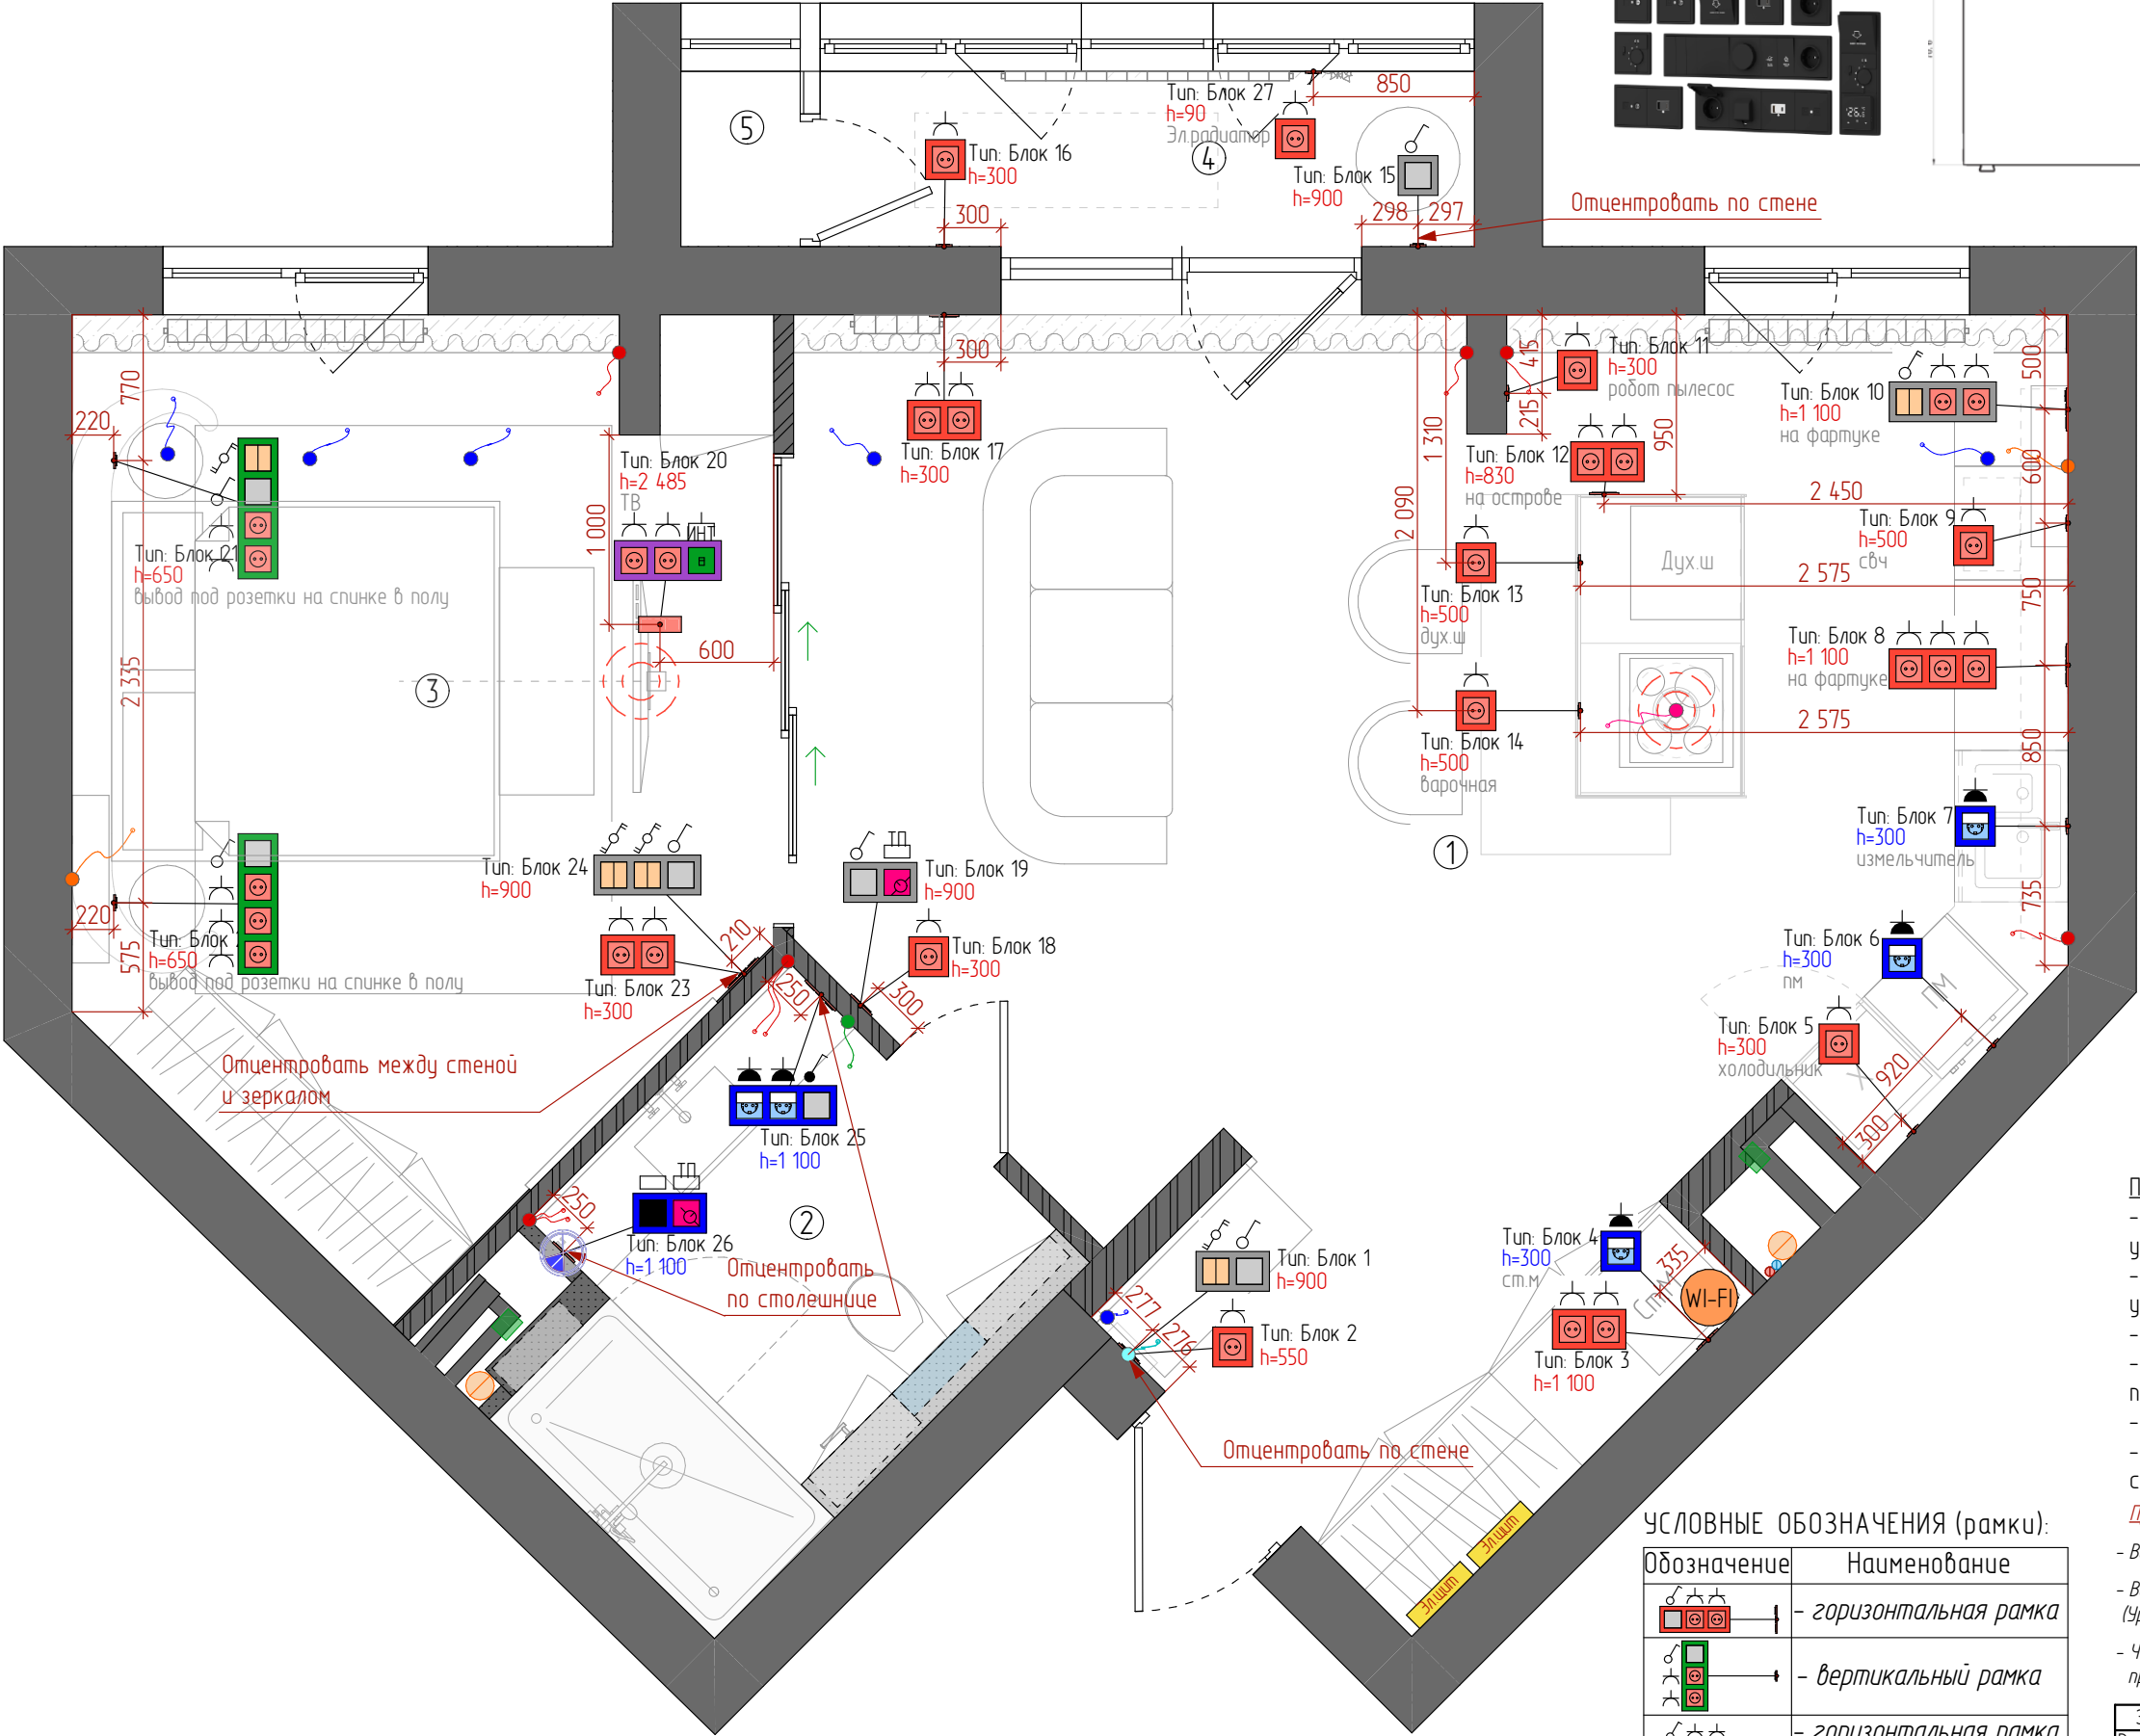 850
Тип: Блок 27
h=90
Эл.радиатор
5
4
Тип: Блок 16
h=300
Тип: Блок 15
h=900
300
298
297
Отцентровать по стене
300
770
220
415
215
500
Тип: Блок 11
h=300
робот пылесос
Тип: Блок 10
h=1 100
на фартуке
1 310
950
600
Тип: Блок 17
h=300
Тип: Блок 20
h=2 485
ТВ
ИНТ
1 000
Тип: Блок 12
h=830
на острове
2 450
2 090
Тип: Блок 9
h=500
свч
Тип: Блок 21
h=650
вывод под розетки на спинке в полу
Дух.ш
2 575
Тип: Блок 13
h=500
дух.ш
750
600
2 335
3
Тип: Блок 8
h=1 100
на фартуке
2 575
Тип: Блок 14
h=500
варочная
850
1
Тип: Блок 7
h=300
измельчитель
Тип: Блок 24
h=900
ТП
Тип: Блок 19
h=900
220
575
Тип: Блок
h=650
вывод под розетки на спинке в полу
735
210
Тип: Блок 18
h=300
Тип: Блок 23
h=300
250
300
Тип: Блок 6
h=300
пм
ПМ
Тип: Блок 5
h=300
холодильник
Х
920
300
Отцентровать между стеной
и зеркалом
Тип: Блок 25
h=1 100
ТП
250
Тип: Блок 26
h=1 100
2
Отцентровать
по столешнице
Тип: Блок 1
h=900
277
276
Тип: Блок 2
h=550
Тип: Блок 4
h=300
ст.м
335
СтМ
WI-FI
Тип: Блок 3
h=1 100
Отцентровать по стене
Эл.щит
Эл.щит
УСЛОВНЫЕ ОБОЗНАЧЕНИЯ (рамки):
Обозначение
Наименование
- горизонтальная рамка
- вертикальный рамка
- горизонтальная рамка